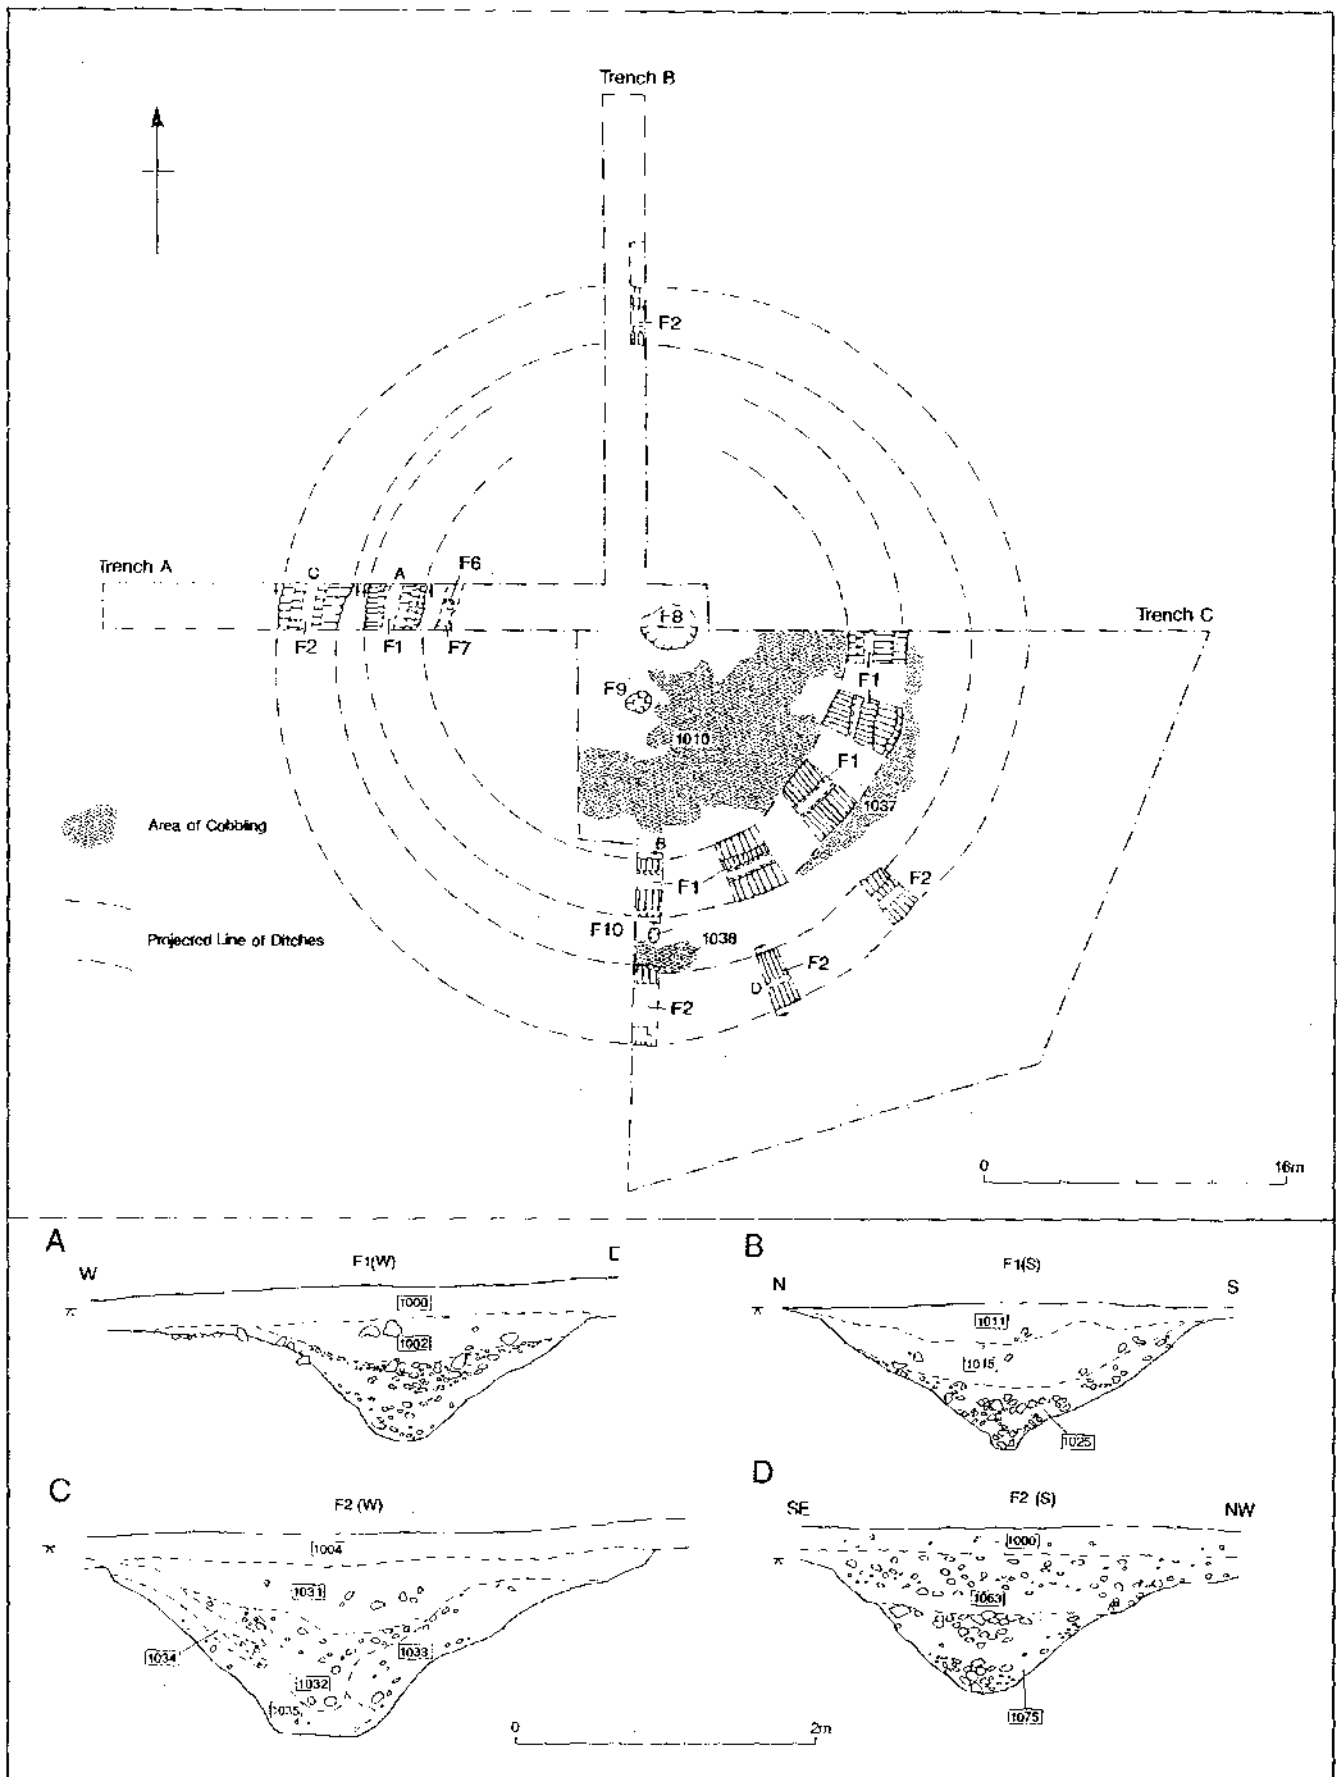 Trench B
F2
Trench A
C
A
F6
F8
Trench C
F2
F1
F7
F1
F9
1010
F1
1037
Area of Cobbling
B
F1
F2
F10
1038
Projected Line of Ditches
F2
D
F2
0
16m
A
W
F1(W)
E
1000
1002
B
N
F1(S)
S
1011
1015
1025
C
F2 (W)
1004
1031
1034
1033
1032
1035
D
SE
F2 (S)
NW
1000
1063
1075
0
2m